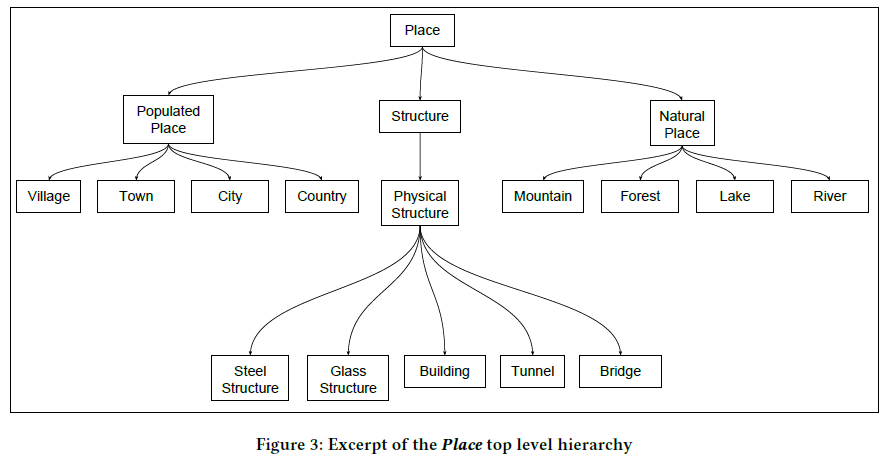 Place
Populated
Place
Structure
Natural
Place
Village
Town
City
Country
Physical
Structure
Mountain
Forest
Lake
River
Steel
Structure
Glass
Structure
Building
Tunnel
Bridge
Figure 3: Excerpt of the Place top level hierarchy